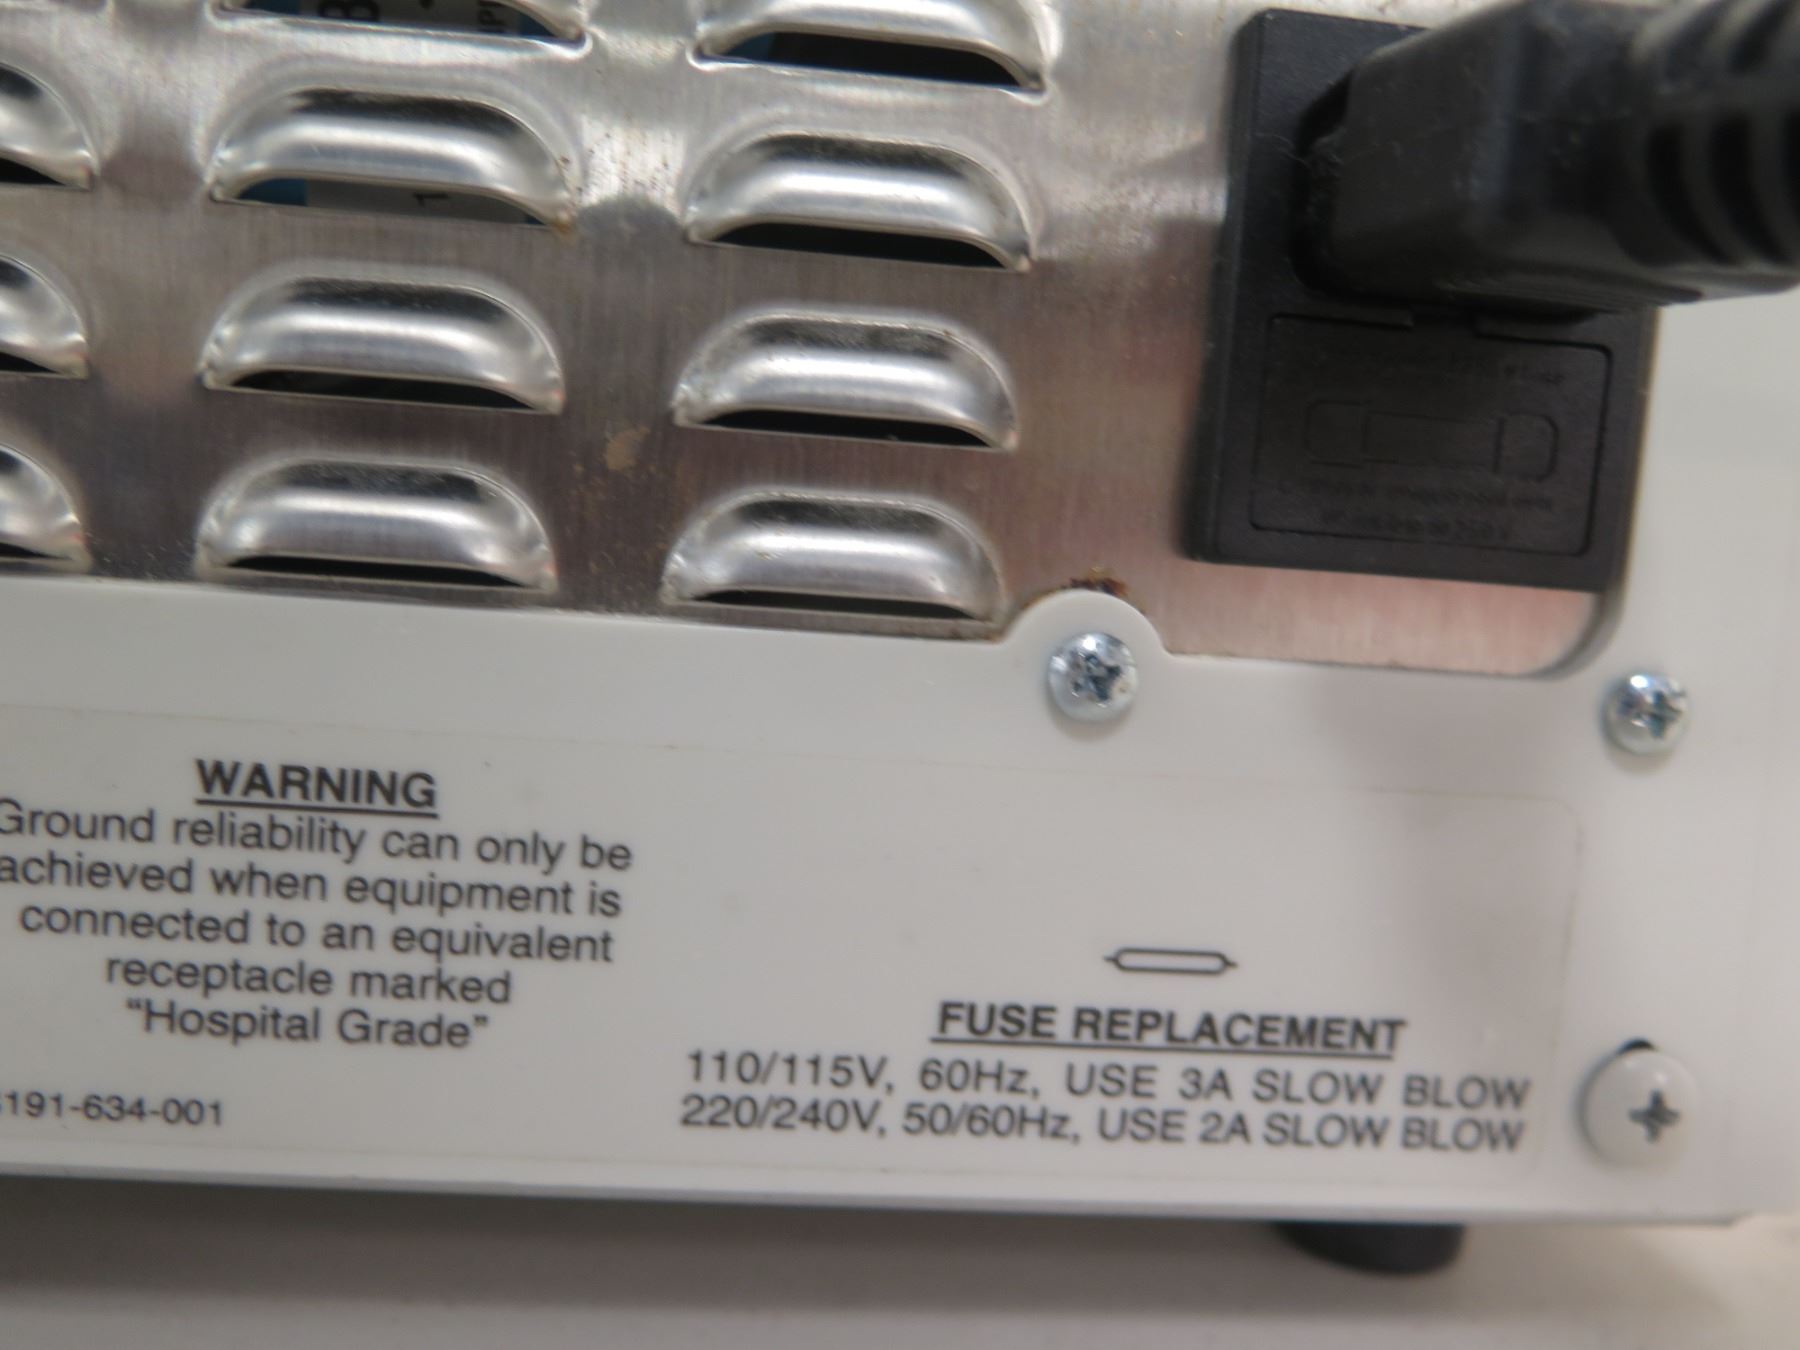 8
1
WARNING
Ground reliability can only be
achieved when equipment is
connected to an equivalent
receptacle marked
“Hospital Grade”
191-634-001
FUSE REPLACEMENT
110/115V, 60Hz, USE 3A SLOW BLOW
220/240V, 50/60Hz, USE 2A SLOW BLOW